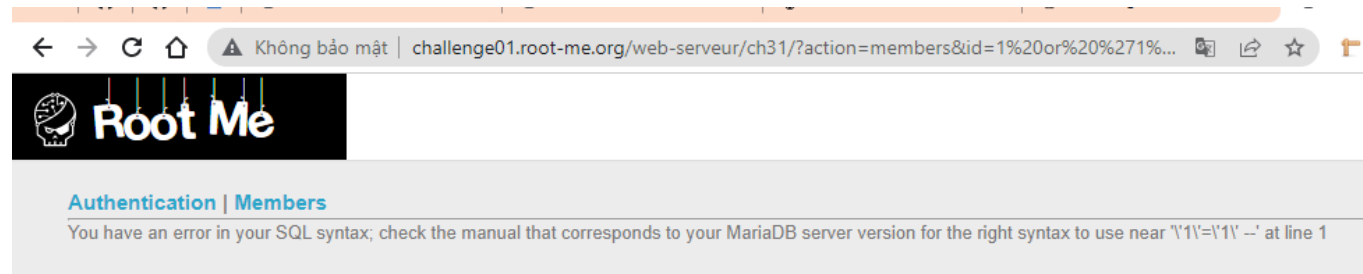 Không bảo mật | challenge01.root-me.org/web-serveur/ch31/?action=members&id=1%20or%20%271%...
Root Me
Authentication | Members
You have an error in your SQL syntax; check the manual that corresponds to your MariaDB server version for the right syntax to use near '\'1\'=\'1\' --' at line 1